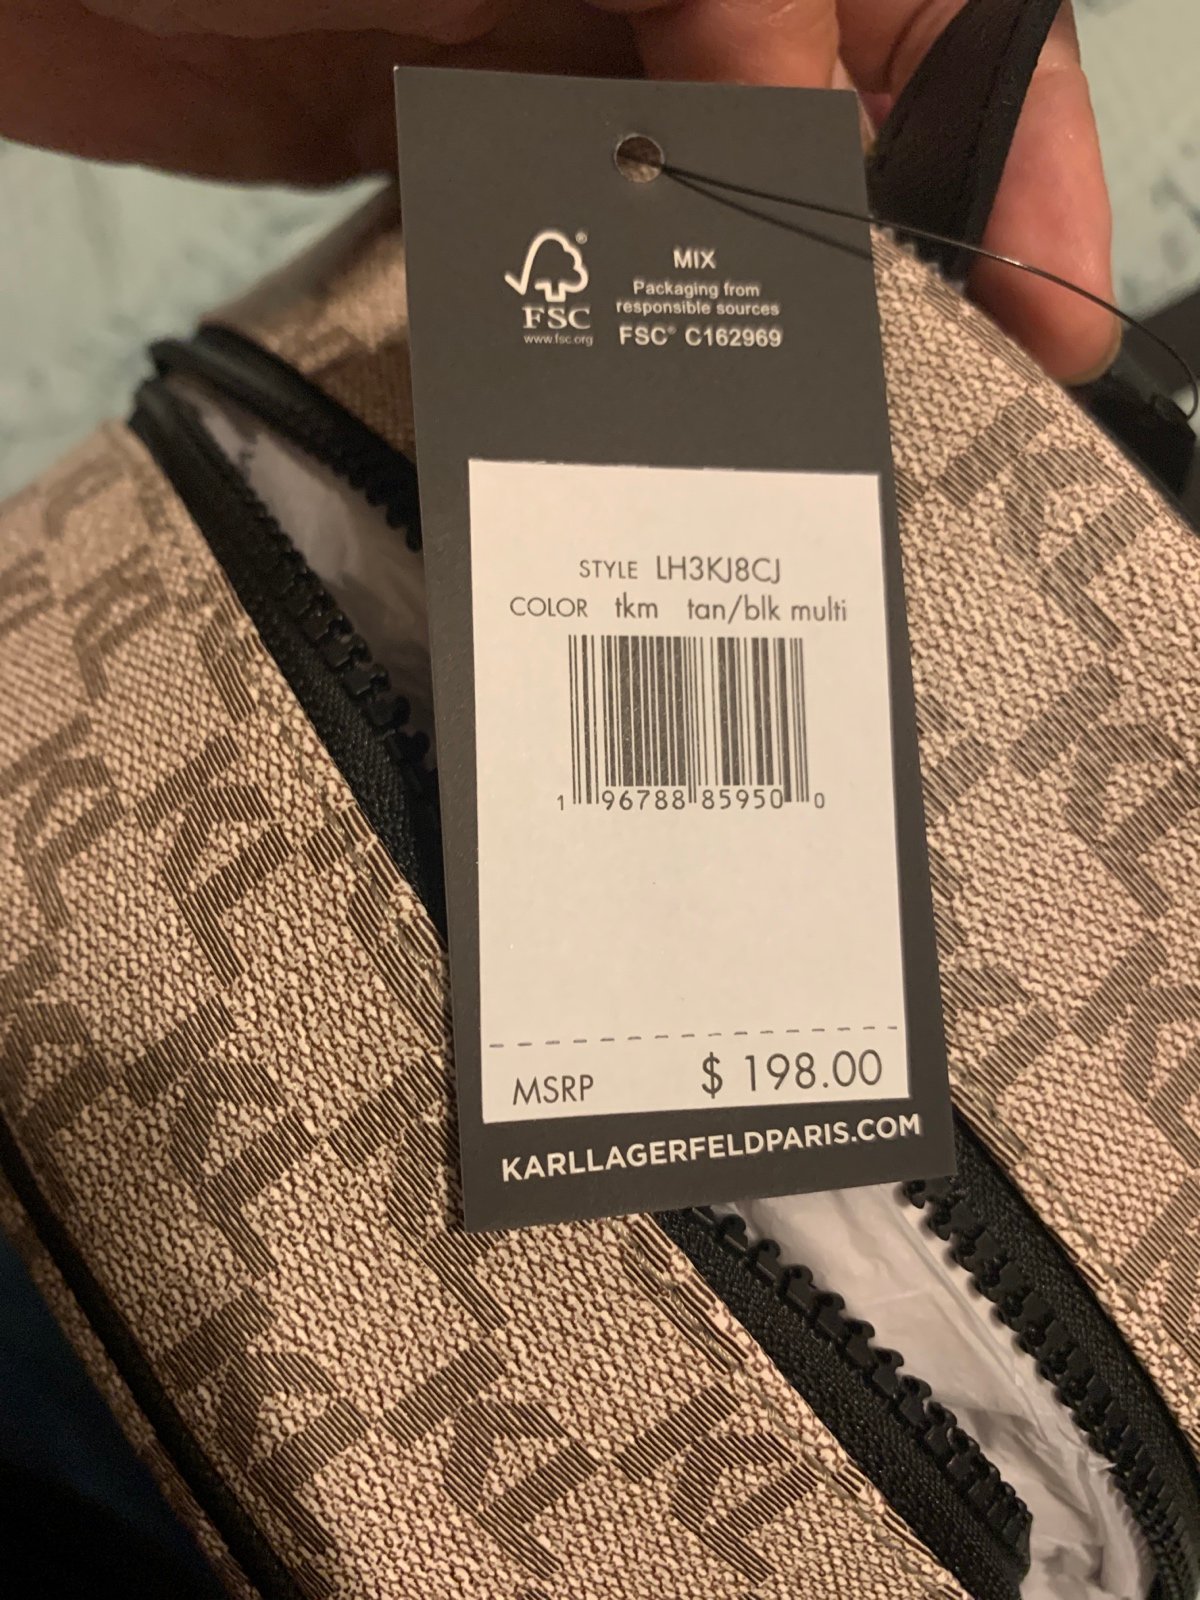 MIX
Packaging from
responsible sources
FSC® C162969
®
FSC
www.fsc.org
STYLE LH3KJ8CJ
COLOR tkm tan/blk multi
1 96788 85950 0
MSRP $ 198.00
KARLLAGERFELDPARIS.COM